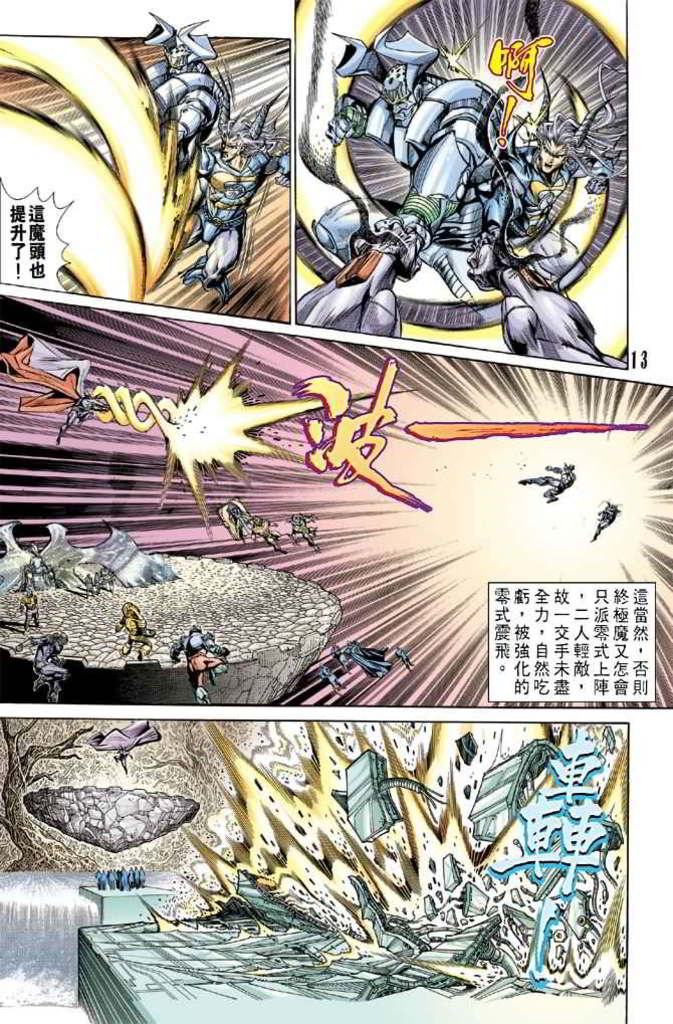 啊！
這魔頭也
提升了！
13
波
這當然，否則
終極魔又怎會
只派零式上陣
，二人輕敵，
故一交手未盡
全力，自然吃
虧，被強化的
零式震飛。
轟！